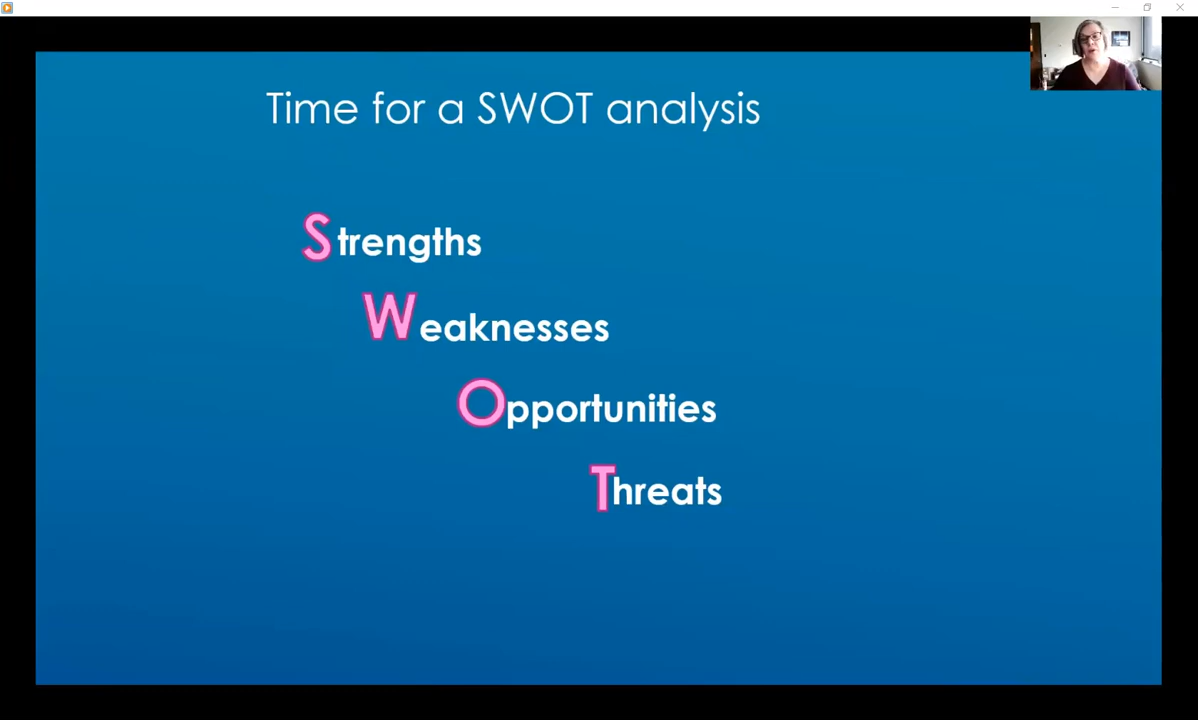 Time for a SWOT analysis
Strengths
Weaknesses
Opportunities
Threats